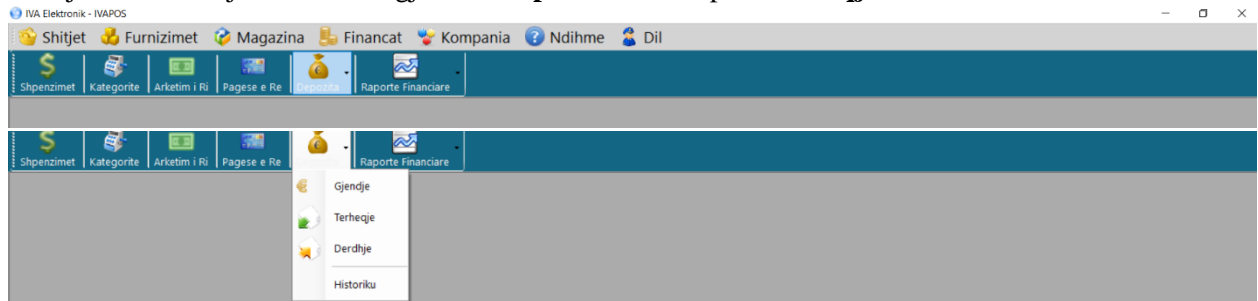 IVA Elektronik - IVAPOS
Shitjet Furnizimet Magazina Financat Kompania Ndihme Dil
Shpenzimet Kategorite Arketim i Ri Pagese e Re Depozita Raporte Financiare
Shpenzimet Kategorite Arketim i Ri Pagese e Re Raporte Financiare
Gjendje
Terheqje
Derdhje
Historiku